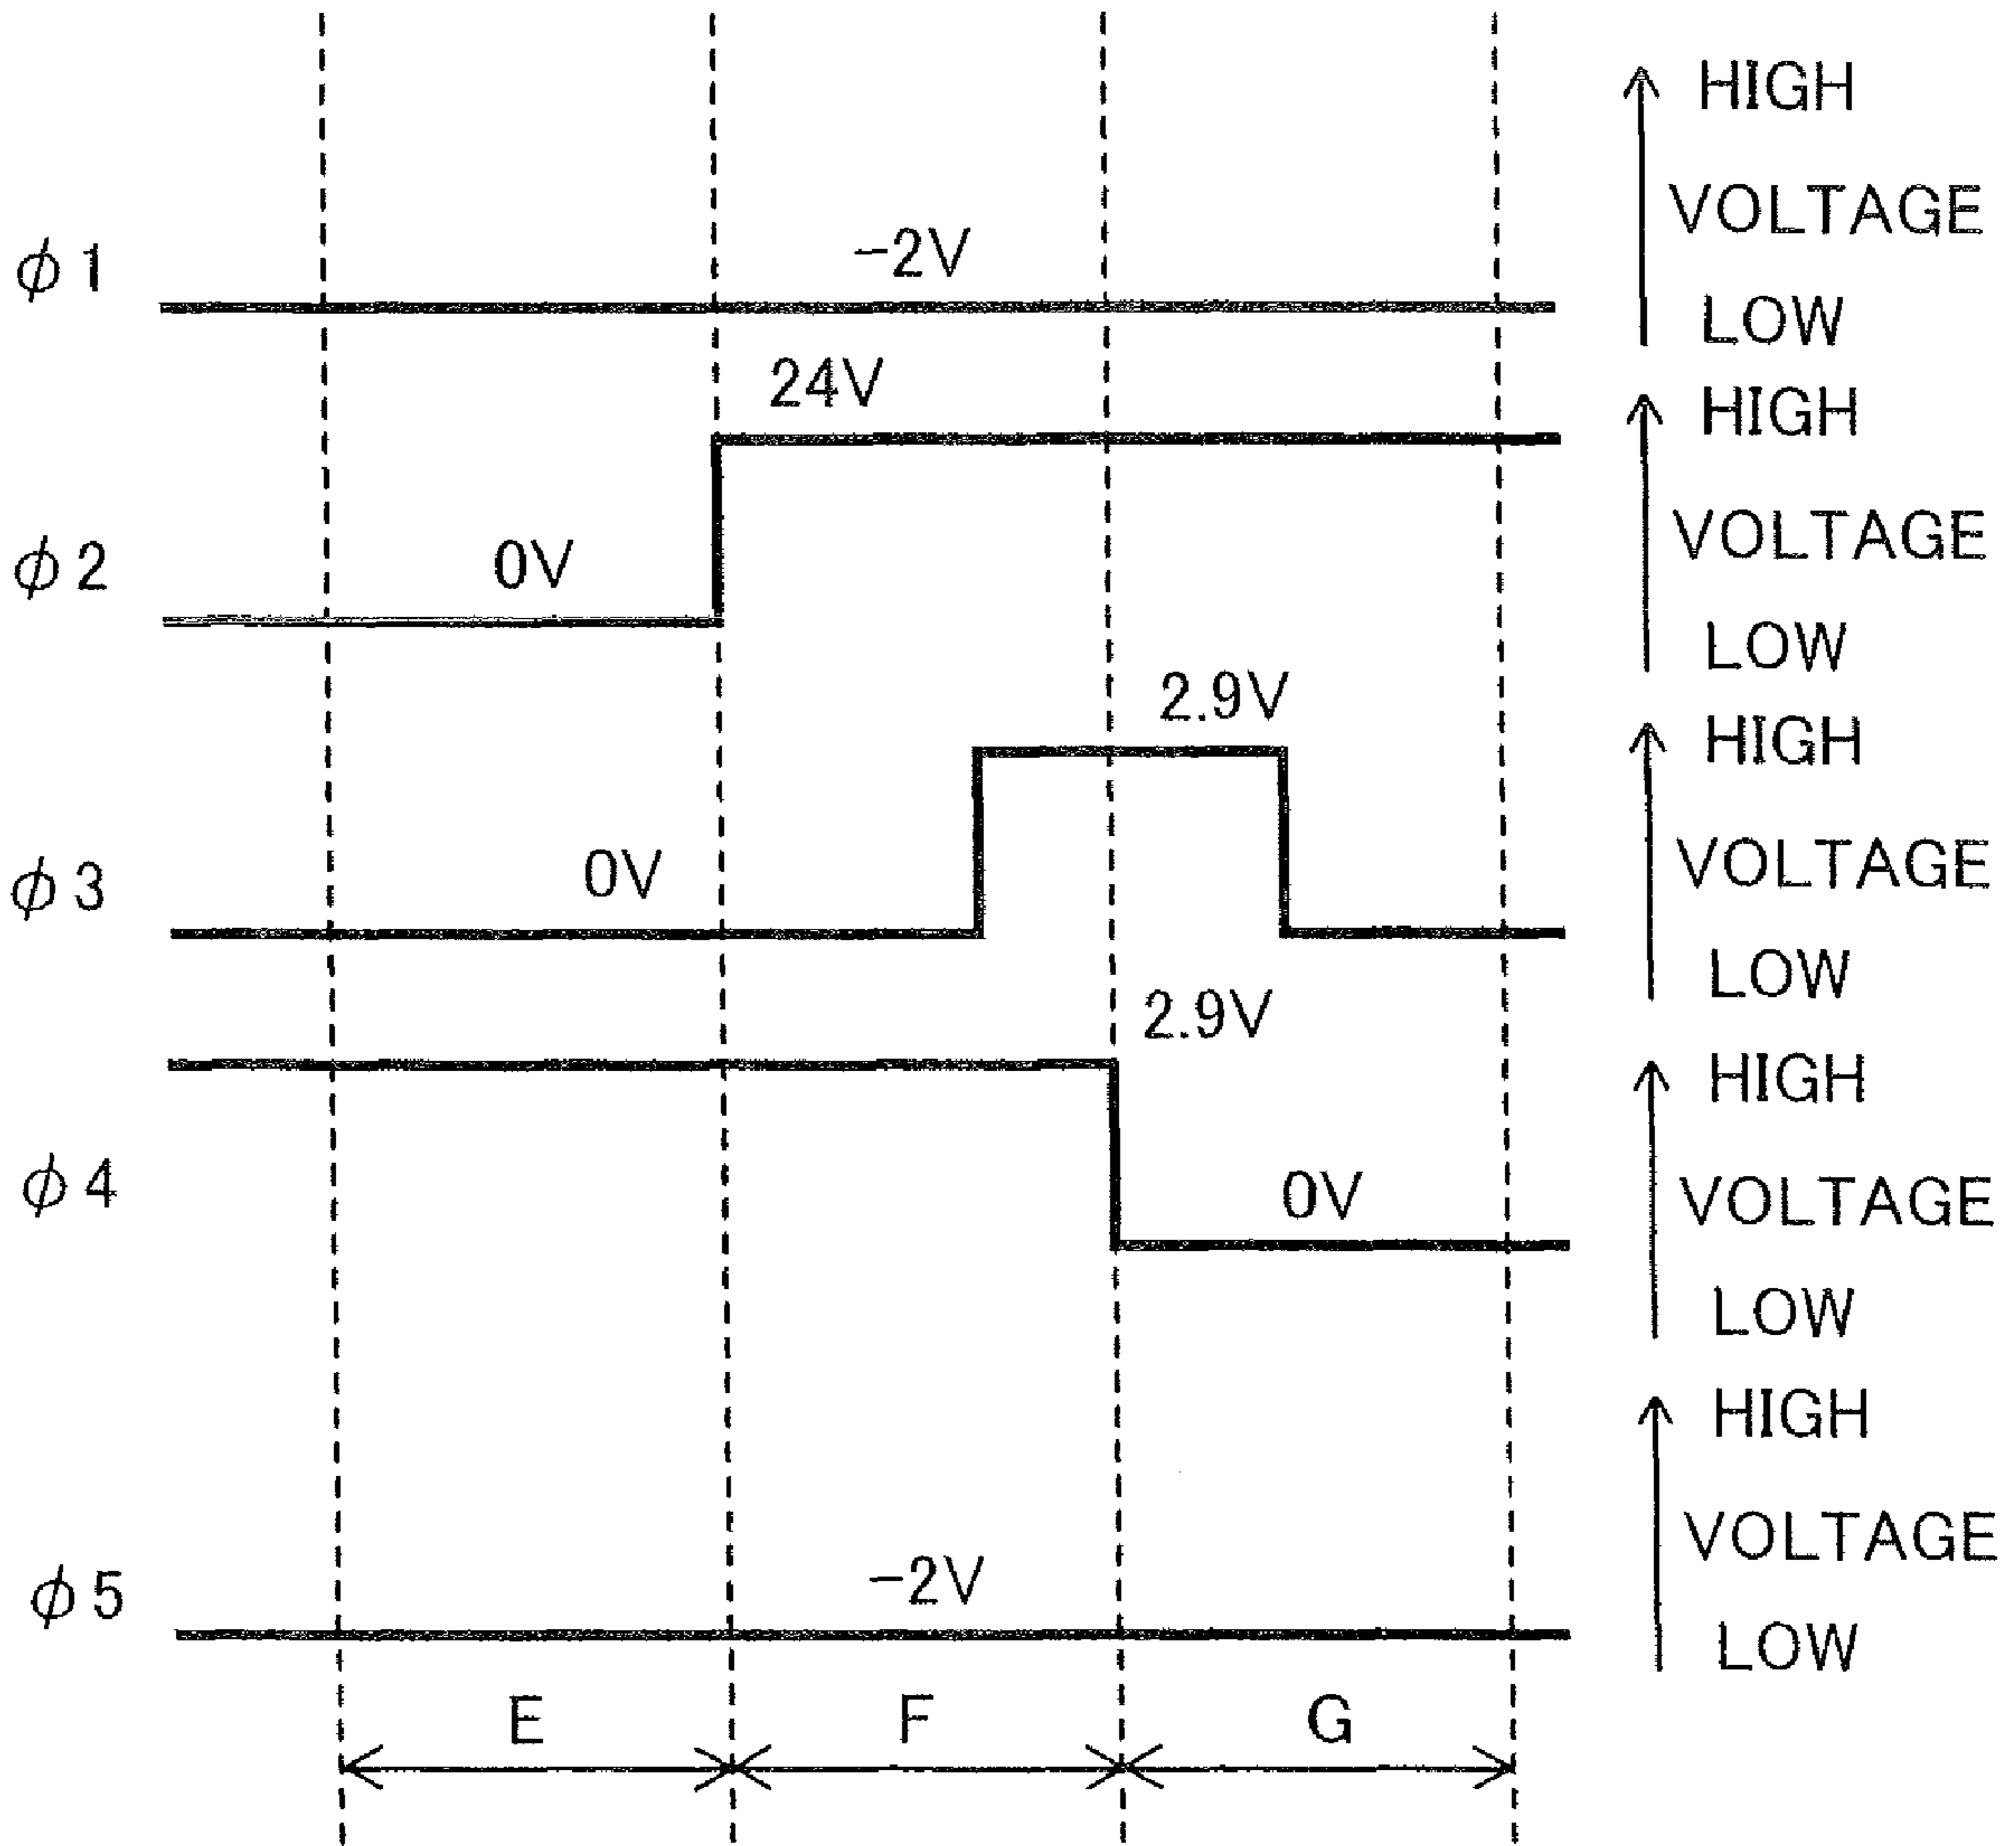 HIGH
VOLTAGE
LOW
ϕ1
-2V
24V
HIGH
VOLTAGE
LOW
ϕ2
0V
2.9V
HIGH
VOLTAGE
LOW
ϕ3
0V
2.9V
HIGH
VOLTAGE
LOW
ϕ4
0V
HIGH
VOLTAGE
LOW
ϕ5
-2V
E F G